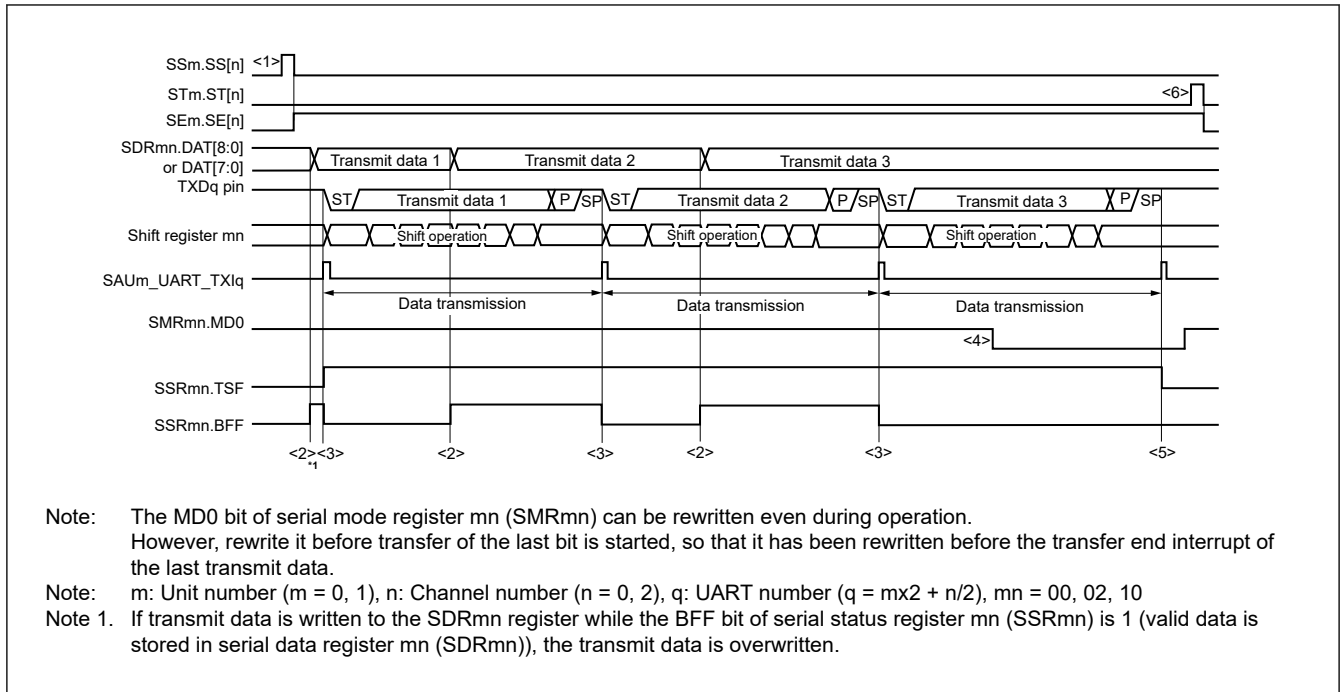 SSm.SS[n] <1>
STm.ST[n] <6>
SEm.SE[n]
SDRmn.DAT[8:0]
or DAT[7:0]
Transmit data 1 Transmit data 2 Transmit data 3
TXDq pin
ST Transmit data 1 P SP ST Transmit data 2 P SP ST Transmit data 3 P SP
Shift register mn Shift operation Shift operation Shift operation
SAUm_UART_TXIq
Data transmission Data transmission Data transmission
SMRmn.MD0
<4>
SSRmn.TSF
SSRmn.BFF
<2> <3> <2> <3> <2> <3> <5>
*1
Note: The MD0 bit of serial mode register mn (SMRmn) can be rewritten even during operation.
However, rewrite it before transfer of the last bit is started, so that it has been rewritten before the transfer end interrupt of
the last transmit data.
Note: m: Unit number (m = 0, 1), n: Channel number (n = 0, 2), q: UART number (q = mx2 + n/2), mn = 00, 02, 10
Note 1. If transmit data is written to the SDRmn register while the BFF bit of serial status register mn (SSRmn) is 1 (valid data is
stored in serial data register mn (SDRmn)), the transmit data is overwritten.